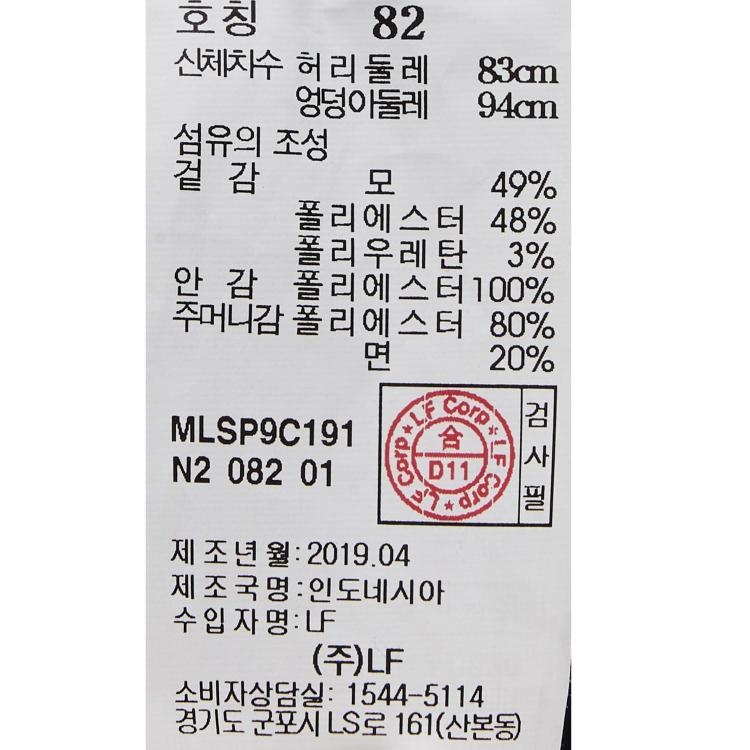 호칭 82
신체치수 허리둘레 83cm
엉덩이둘레 94cm
섬유의 조성
겉감 모 49%
폴리에스터 48%
폴리우레탄 3%
안감 폴리에스터 100%
주머니감 폴리에스터 80%
면 20%
MLSP9C191
N2 082 01
LF Corp ★ LF Corp ★ LF Corp ★
合
D11
검사필
제조년월:2019.04
제조국명:인도네시아
수입자명:LF
(주)LF
소비자상담실: 1544-5114
경기도 군포시 LS로 161(산본동)